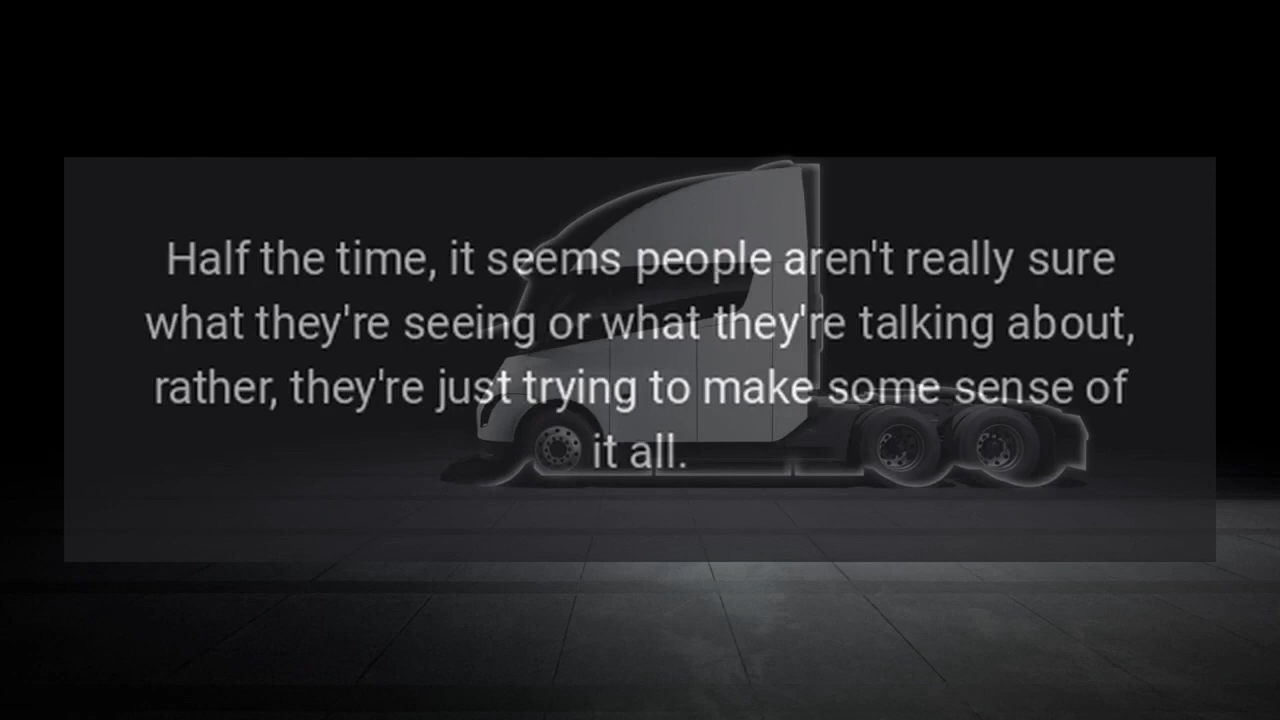 Half the time, it seems people aren't really sure
what they're seeing or what they're talking about,
rather, they're just trying to make some sense of
it all.